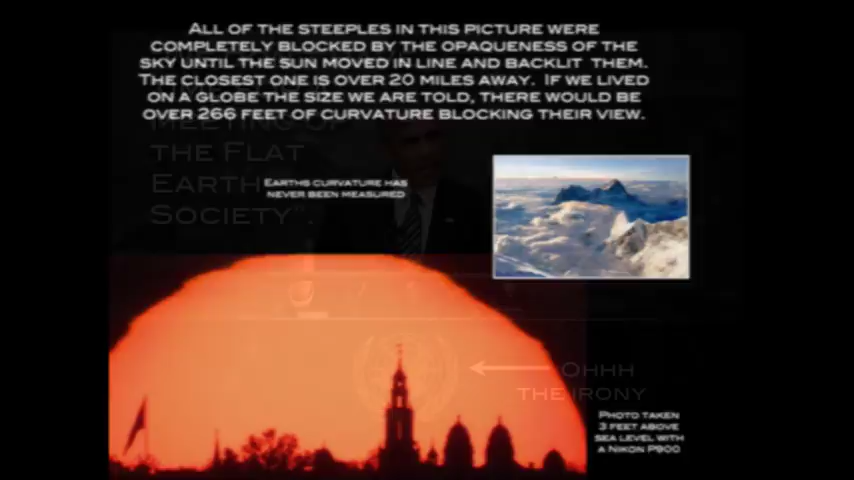 All of the steeples in this picture were
completely blocked by the opaqueness of the
sky until the sun moved in line and backlit them.
The closest one is over 20 miles away. If we lived
on a globe the size we are told, there would be
over 266 feet of curvature blocking their view.
meeting of
the Flat
Earth
Society".
Earths curvature has
never been measured
Ohhh
the irony
Photo taken
3 feet above
sea level with
a Nikon P900